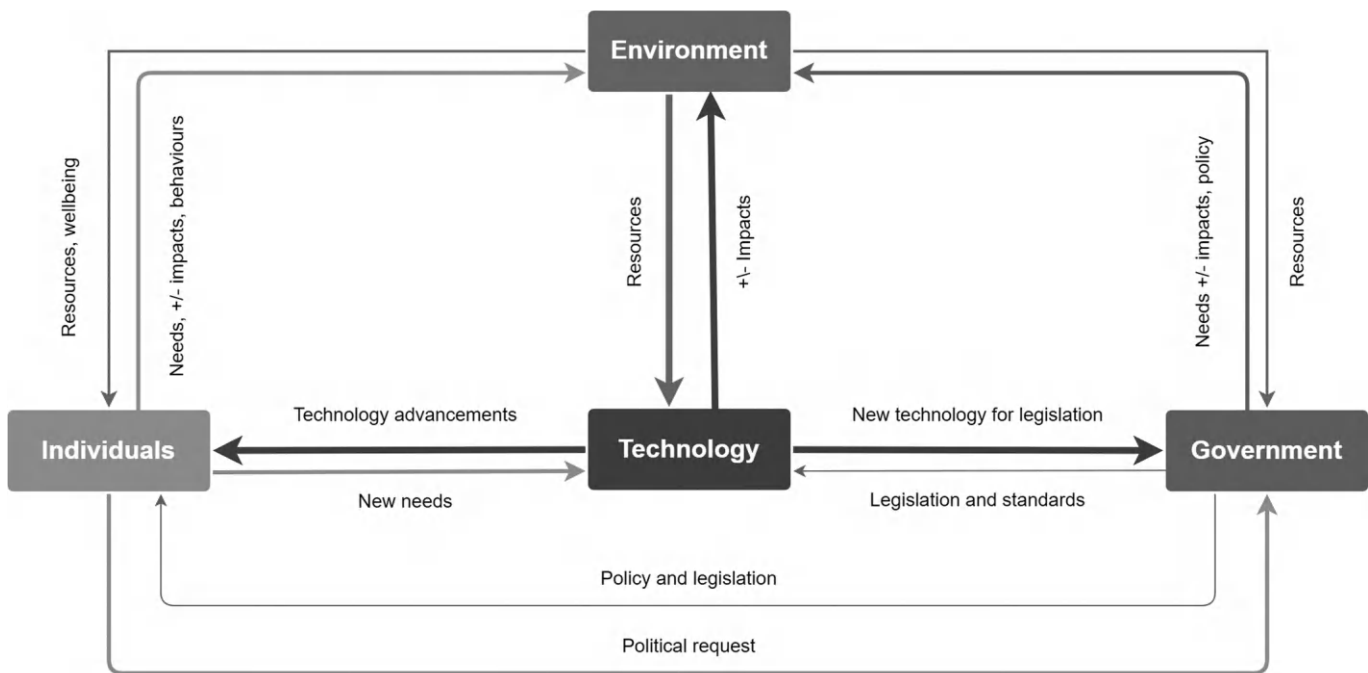 Environment
Resources, wellbeing
Needs, +/- impacts, behaviours
Resources
+\- Impacts
Needs +/- impacts, policy
Resources
Individuals
Technology advancements
New needs
Technology
New technology for legislation
Legislation and standards
Government
Policy and legislation
Political request